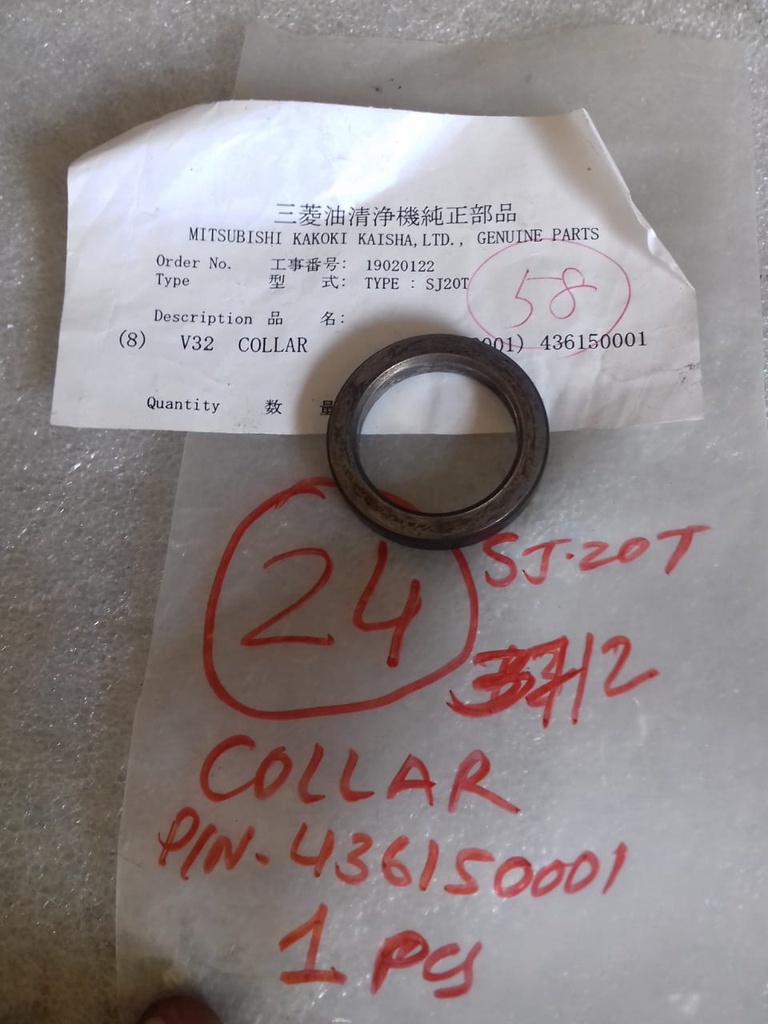 三菱油清浄機純正部品
MITSUBISHI KAKOKI KAISHA,LTD., GENUINE PARTS
Order No. 工事番号: 19020122
Type 型 式: TYPE : SJ20T
58
Description 品 名:
(8) V32 COLLAR 001) 436150001
Quantity 数
24
SJ-20T
12
COLLAR
P/N. 436150001
1 PCS